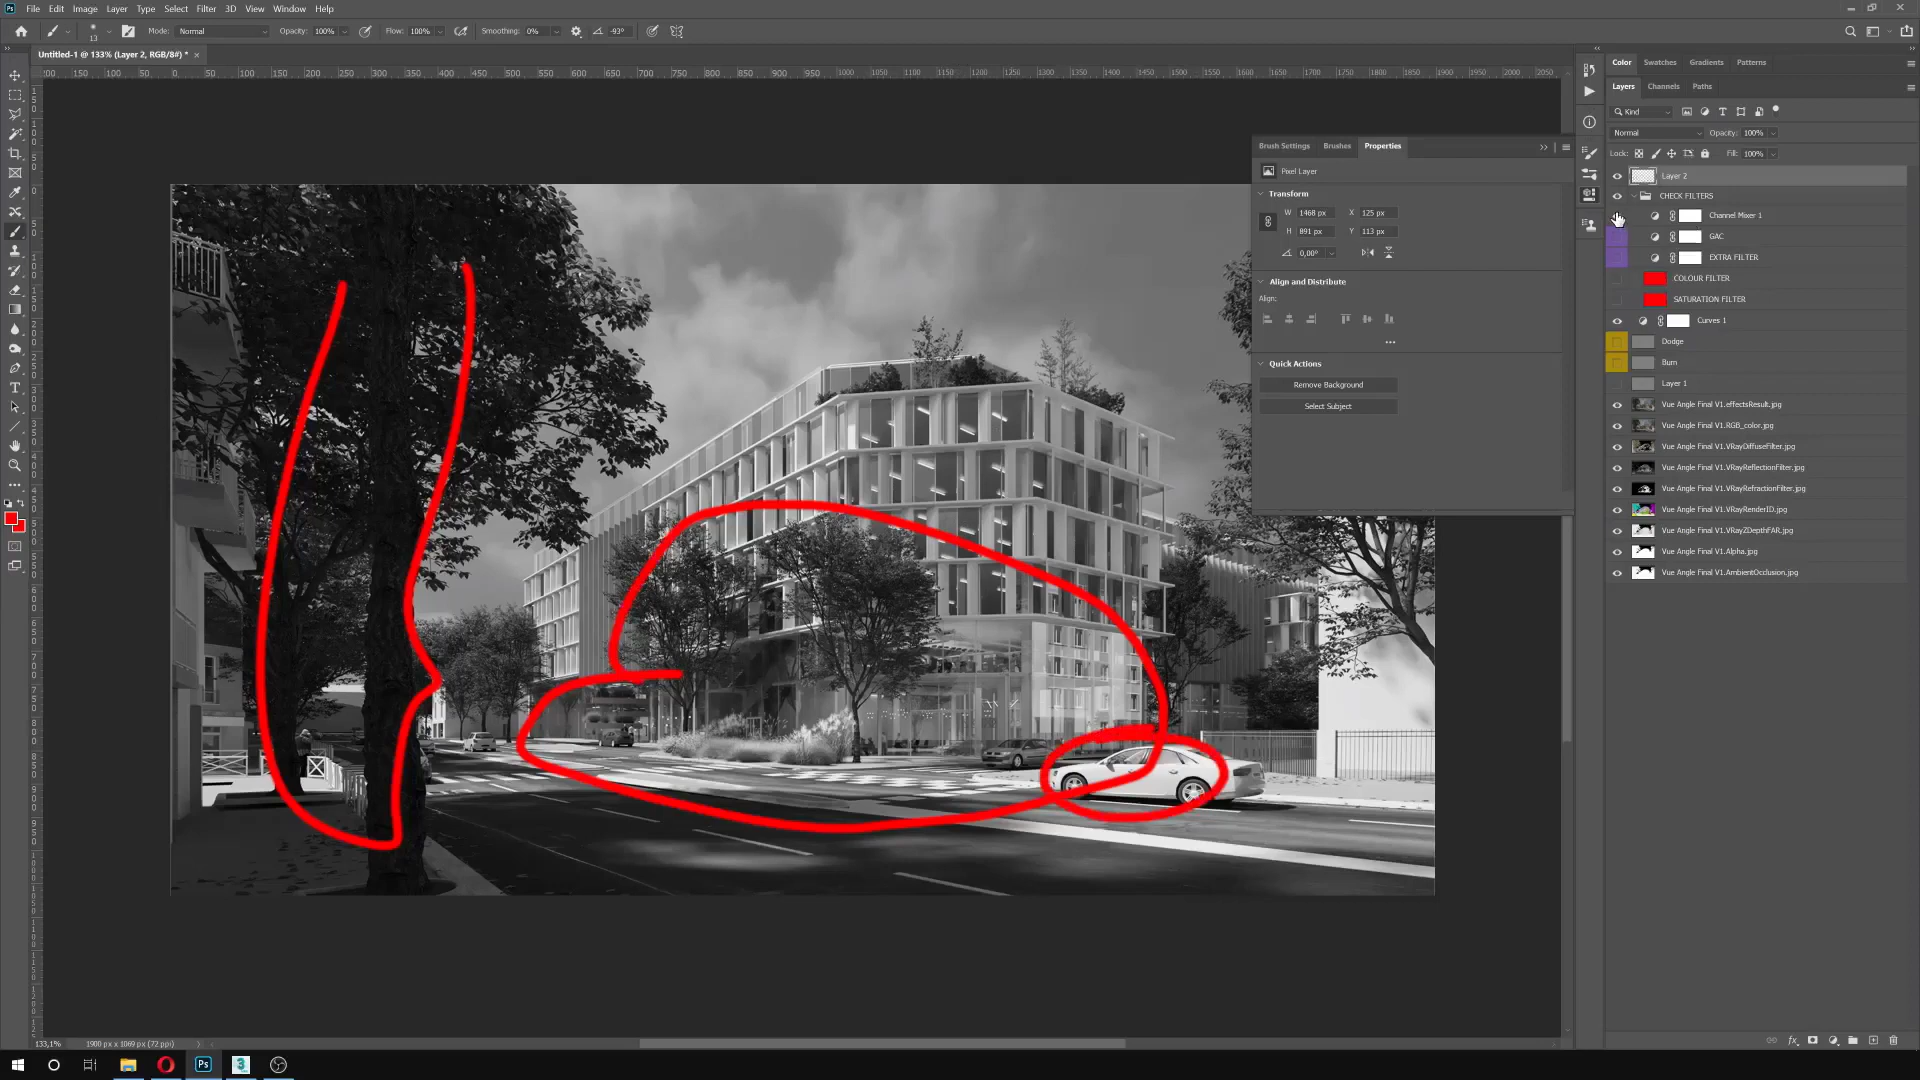 File Edit Image Layer Type Select Filter 3D View Window Help
Mode: Normal Opacity: 100% Flow: 100% Smoothing: 0% -93°
13
Untitled-1 @ 133% (Layer 2, RGB/8#) * ×
Color Swatches Gradients Patterns
Layers Channels Paths
Kind
Normal Opacity: 100%
Lock: Fill: 100%
Layer 2
CHECK FILTERS
Channel Mixer 1
GAC
EXTRA FILTER
COLOUR FILTER
SATURATION FILTER
Curves 1
Dodge
Burn
Layer 1
Vue Angle Final V1.effectsResult.jpg
Vue Angle Final V1.RGB_color.jpg
Vue Angle Final V1.VRayDiffuseFilter.jpg
Vue Angle Final V1.VRayReflectionFilter.jpg
Vue Angle Final V1.VRayRefractionFilter.jpg
Vue Angle Final V1.VRayRenderID.jpg
Vue Angle Final V1.VRayZDepthFAR.jpg
Vue Angle Final V1.Alpha.jpg
Vue Angle Final V1.AmbientOcclusion.jpg
Brush Settings Brushes Properties
Pixel Layer
Transform
W 1468 px X 125 px
H 891 px Y 113 px
0,00°
Align and Distribute
Align:
Quick Actions
Remove Background
Select Subject
133,1% 1900 px x 1069 px (72 ppi)